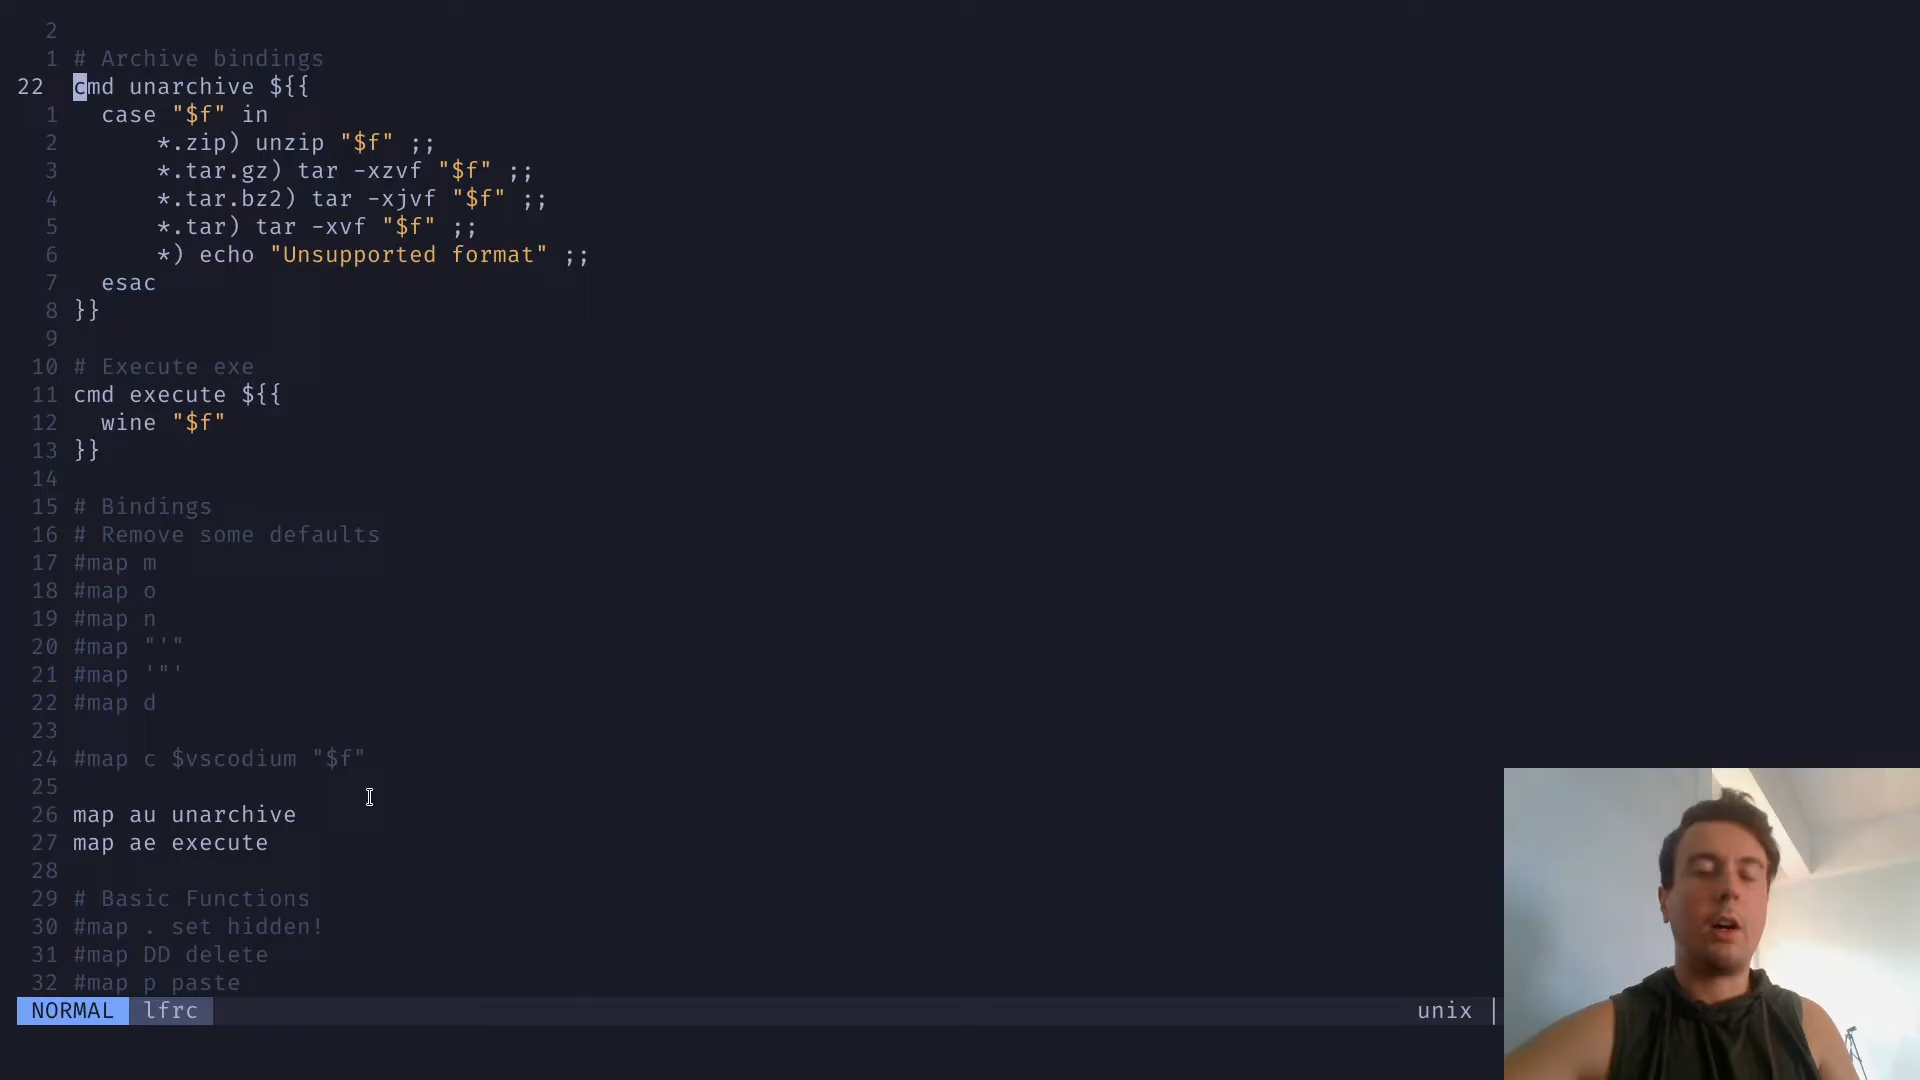 2
1 # Archive bindings
22 cmd unarchive ${{
1 case "$f" in
2 *.zip) unzip "$f" ;;
3 *.tar.gz) tar -xzvf "$f" ;;
4 *.tar.bz2) tar -xjvf "$f" ;;
5 *.tar) tar -xvf "$f" ;;
6 *) echo "Unsupported format" ;;
7 esac
8 }}
9
10 # Execute exe
11 cmd execute ${{
12 wine "$f"
13 }}
14
15 # Bindings
16 # Remove some defaults
17 #map m
18 #map o
19 #map n
20 #map "'"
21 #map '"'
22 #map d
23
24 #map c $vscodium "$f"
25
26 map au unarchive
27 map ae execute
28
29 # Basic Functions
30 #map . set hidden!
31 #map DD delete
32 #map p paste
NORMAL lfrc unix |